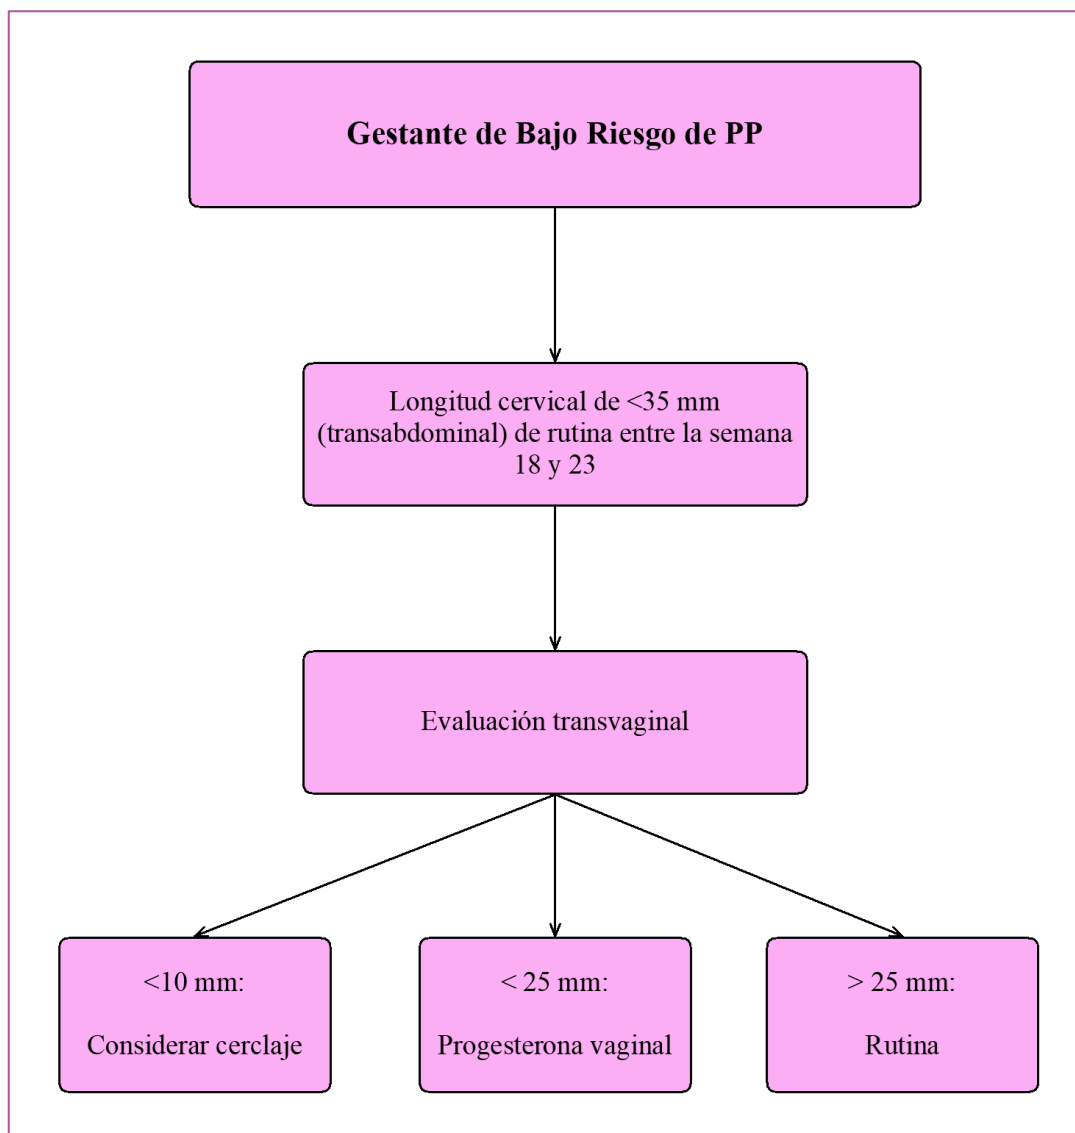 Gestante de Bajo Riesgo de PP
Longitud cervical de <35 mm
(transabdominal) de rutina entre la semana
18 y 23
Evaluación transvaginal
<10 mm:
Considerar cerclaje
< 25 mm:
Progesterona vaginal
> 25 mm:
Rutina